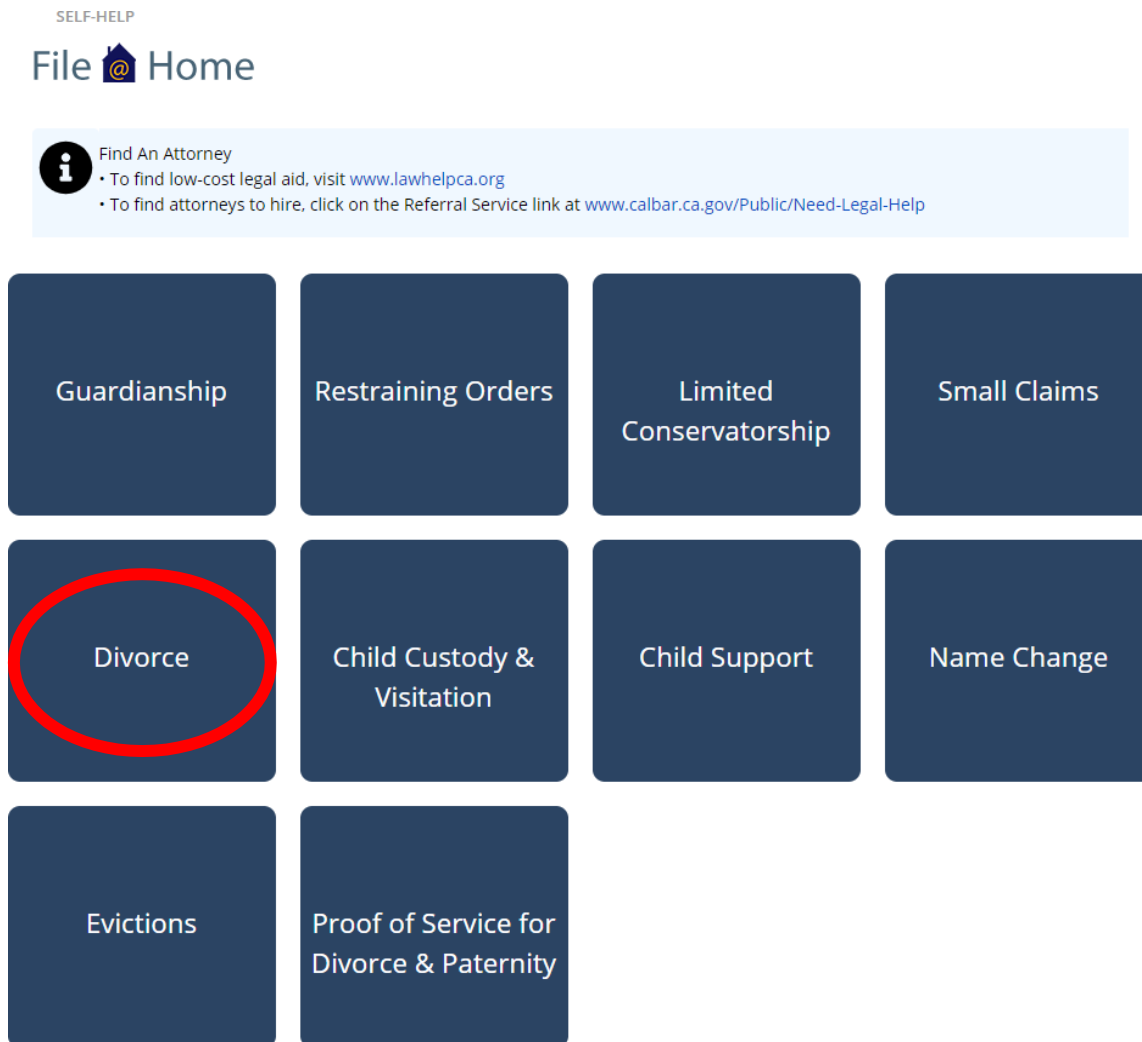 SELF-HELP
File @ Home
Find An Attorney
• To find low-cost legal aid, visit www.lawhelpca.org
• To find attorneys to hire, click on the Referral Service link at www.calbar.ca.gov/Public/Need-Legal-Help
Guardianship
Restraining Orders
Limited
Conservatorship
Small Claims
Divorce
Child Custody &
Visitation
Child Support
Name Change
Evictions
Proof of Service for
Divorce & Paternity